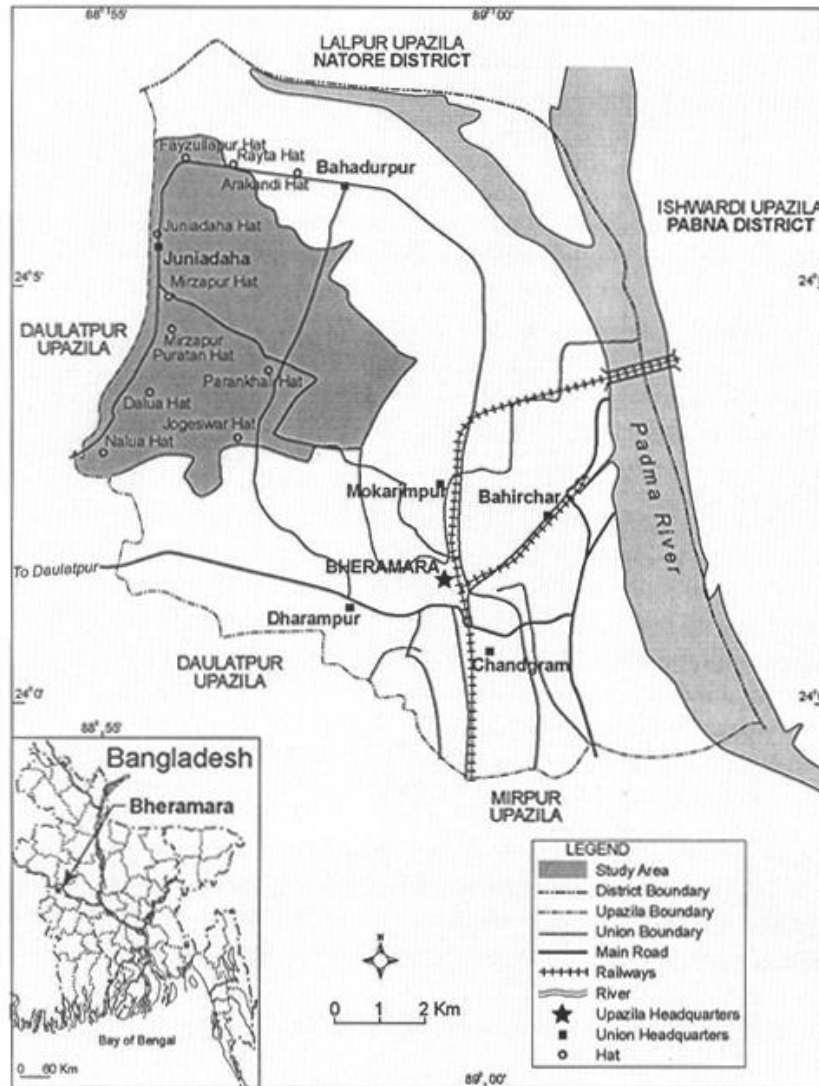 88°55'
89°00'
LALPUR UPAZILA
NATORE DISTRICT
Fayzullapur Hat
Rayta Hat
Arakandi Hat
Bahadurpur
ISHWARDI UPAZILA
PABNA DISTRICT
Juniadaha Hat
Juniadaha
24°5'
Mirzapur Hat
DAULATPUR
UPAZILA
Mirzapur
Puratan Hat
Parankhali Hat
Dalua Hat
Jogeswar Hat
Nalua Hat
Mokarimpur
Bahirchar
Padma River
To Daulatpur
BHERAMARA
Dharampur
Chandgram
DAULATPUR
UPAZILA
24°0'
88°55'
Bangladesh
Bheramara
Bay of Bengal
0 60 Km
MIRPUR
UPAZILA
0 1 2 Km
LEGEND
Study Area
District Boundary
Upazila Boundary
Union Boundary
Main Road
Railways
River
Upazila Headquarters
Union Headquarters
Hat
89°00'